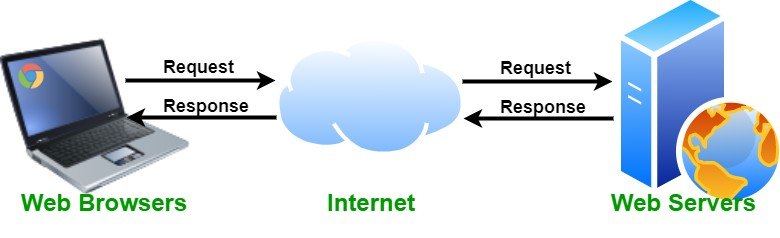 Request
Response
Request
Response
Web Browsers
Internet
Web Servers